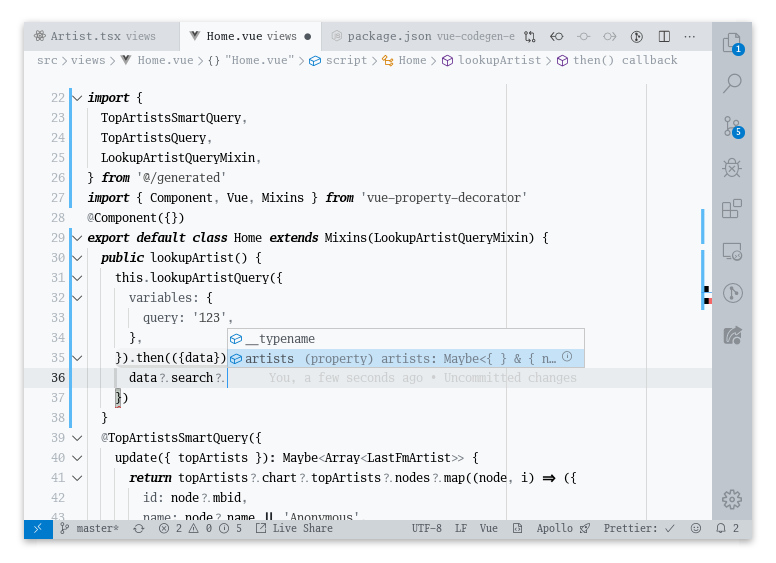 Artist.tsx views Home.vue views ● package.json vue-codegen-e ···
src > views > Home.vue > {} "Home.vue" > script > Home > lookupArtist > then() callback
22 import {
23 TopArtistsSmartQuery,
24 TopArtistsQuery,
25 LookupArtistQueryMixin,
26 } from '@/generated'
27 import { Component, Vue, Mixins } from 'vue-property-decorator'
28 @Component({})
29 export default class Home extends Mixins(LookupArtistQueryMixin) {
30 public lookupArtist() {
31 this.lookupArtistQuery({
32 variables: {
33 query: '123',
34 },
__typename
35 }).then(({data})
artists (property) artists: Maybe<{ } & { n…
36 data?.search?. You, a few seconds ago • Uncommitted changes
37 })
38 }
39 @TopArtistsSmartQuery({
40 update({ topArtists }): Maybe<Array<LastFmArtist>> {
41 return topArtists?.chart?.topArtists?.nodes?.map((node, i) => ({
42 id: node?.mbid,
43 name: node?.name || 'Anonymous',
1
5
master* 2 0 5 Live Share UTF-8 LF Vue Apollo Prettier: ✓ 2